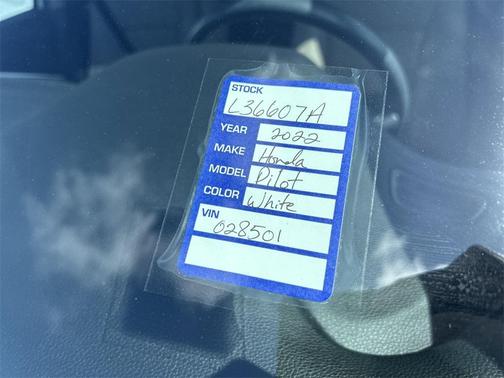 STOCK
L36607A
YEAR 2022
MAKE Honda
MODEL Pilot
COLOR White
VIN
028501